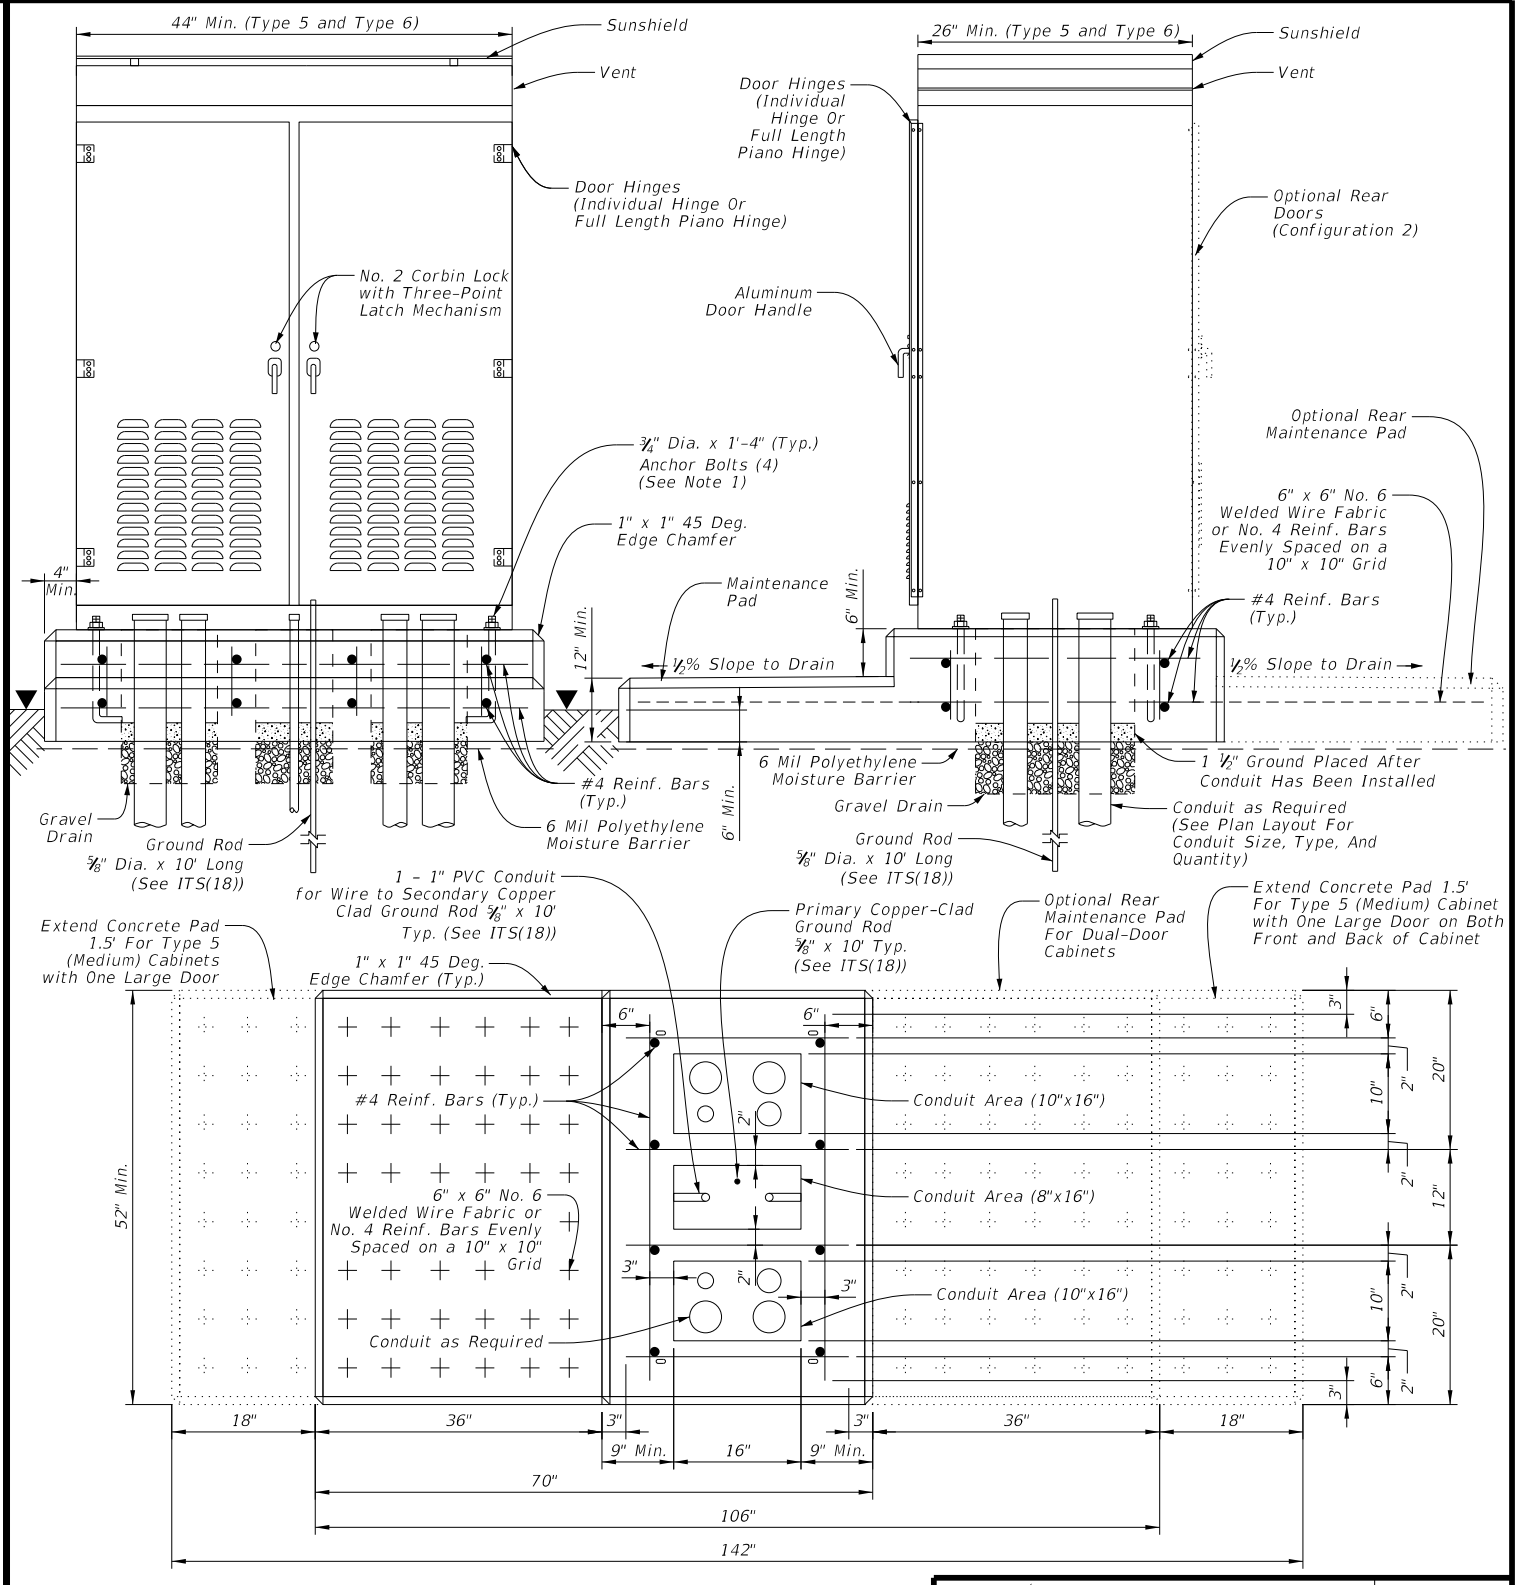 44" Min. (Type 5 and Type 6)
Sunshield
Vent
Door Hinges
(Individual Hinge Or
Full Length Piano Hinge)
No. 2 Corbin Lock
with Three-Point
Latch Mechanism
¾" Dia. x 1'-4" (Typ.)
Anchor Bolts (4)
(See Note 1)
1" x 1" 45 Deg.
Edge Chamfer
4"
Min.
#4 Reinf. Bars
(Typ.)
6 Mil Polyethylene
Moisture Barrier
Gravel
Drain
Ground Rod
⅝" Dia. x 10' Long
(See ITS(18))
26" Min. (Type 5 and Type 6)
Sunshield
Vent
Door Hinges
(Individual
Hinge Or
Full Length
Piano Hinge)
Optional Rear
Doors
(Configuration 2)
Aluminum
Door Handle
Optional Rear
Maintenance Pad
6" x 6" No. 6
Welded Wire Fabric
or No. 4 Reinf. Bars
Evenly Spaced on a
10" x 10" Grid
#4 Reinf. Bars
(Typ.)
Maintenance
Pad
6" Min.
12" Min.
½% Slope to Drain
½% Slope to Drain
6 Mil Polyethylene
Moisture Barrier
6" Min.
1 ½" Ground Placed After
Conduit Has Been Installed
Gravel Drain
Conduit as Required
(See Plan Layout For
Conduit Size, Type, And
Quantity)
Ground Rod
⅝" Dia. x 10' Long
(See ITS(18))
1 - 1" PVC Conduit
for Wire to Secondary Copper
Clad Ground Rod ⅝" x 10'
Typ. (See ITS(18))
Primary Copper-Clad
Ground Rod
⅝" x 10' Typ.
(See ITS(18))
Optional Rear
Maintenance Pad
For Dual-Door
Cabinets
Extend Concrete Pad 1.5'
For Type 5 (Medium) Cabinet
with One Large Door on Both
Front and Back of Cabinet
Extend Concrete Pad
1.5' For Type 5
(Medium) Cabinets
with One Large Door
1" x 1" 45 Deg.
Edge Chamfer (Typ.)
6"
6"
3"
6"
2"
10"
20"
#4 Reinf. Bars (Typ.)
2"
Conduit Area (10"x16")
2"
12"
52" Min.
6" x 6" No. 6
Welded Wire Fabric or
No. 4 Reinf. Bars Evenly
Spaced on a 10" x 10"
Grid
Conduit Area (8"x16")
3"
2"
3"
Conduit Area (10"x16")
2"
10"
20"
Conduit as Required
2"
6"
3"
18"
36"
3"
3"
36"
18"
9" Min.
16"
9" Min.
70"
106"
142"